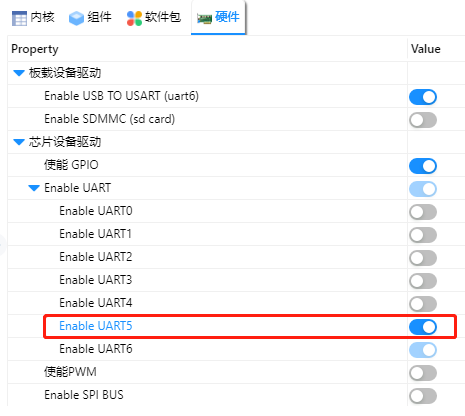 内核 组件 软件包 硬件
Property Value
板载设备驱动
Enable USB TO USART (uart6)
Enable SDMMC (sd card)
芯片设备驱动
使能 GPIO
Enable UART
Enable UART0
Enable UART1
Enable UART2
Enable UART3
Enable UART4
Enable UART5
Enable UART6
使能PWM
Enable SPI BUS